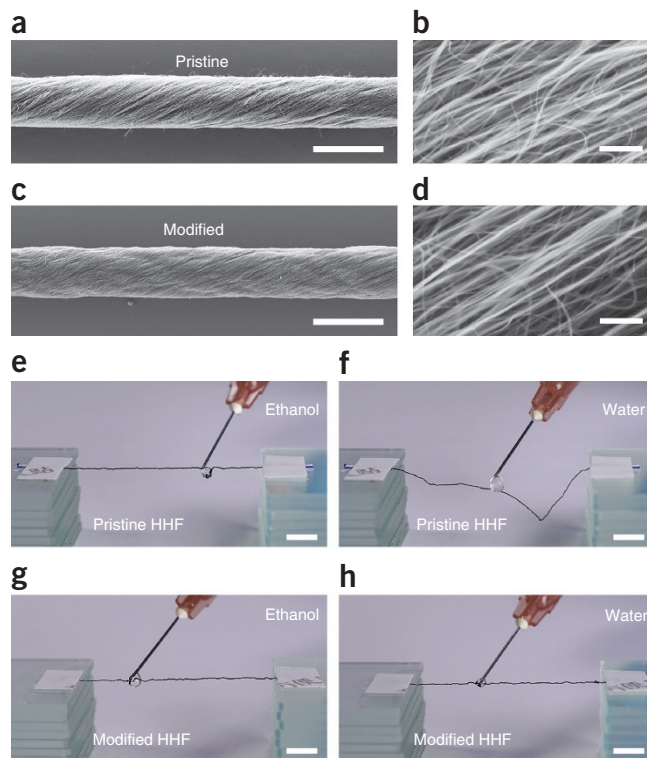 a
Pristine
b
c
Modified
d
e
Ethanol
Pristine HHF
f
Water
Pristine HHF
g
Ethanol
Modified HHF
h
Water
Modified HHF